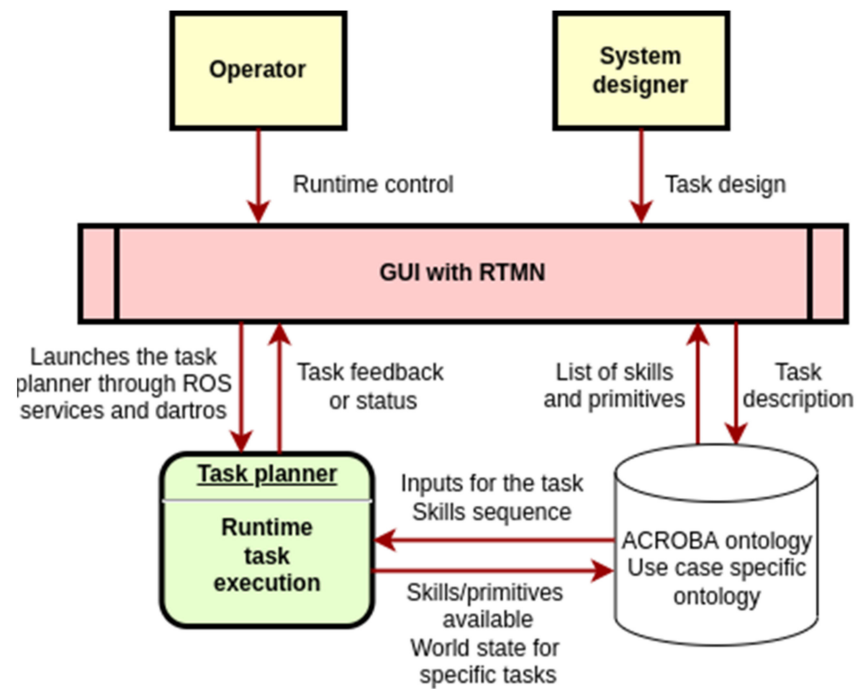 Operator
System
designer
Runtime control
Task design
GUI with RTMN
Launches the task
planner through ROS
services and dartros
Task feedback
or status
List of skills
and primitives
Task
description
Task planner
Runtime
task
execution
Inputs for the task
Skills sequence
ACROBA ontology
Use case specific
ontology
Skills/primitives
available
World state for
specific tasks